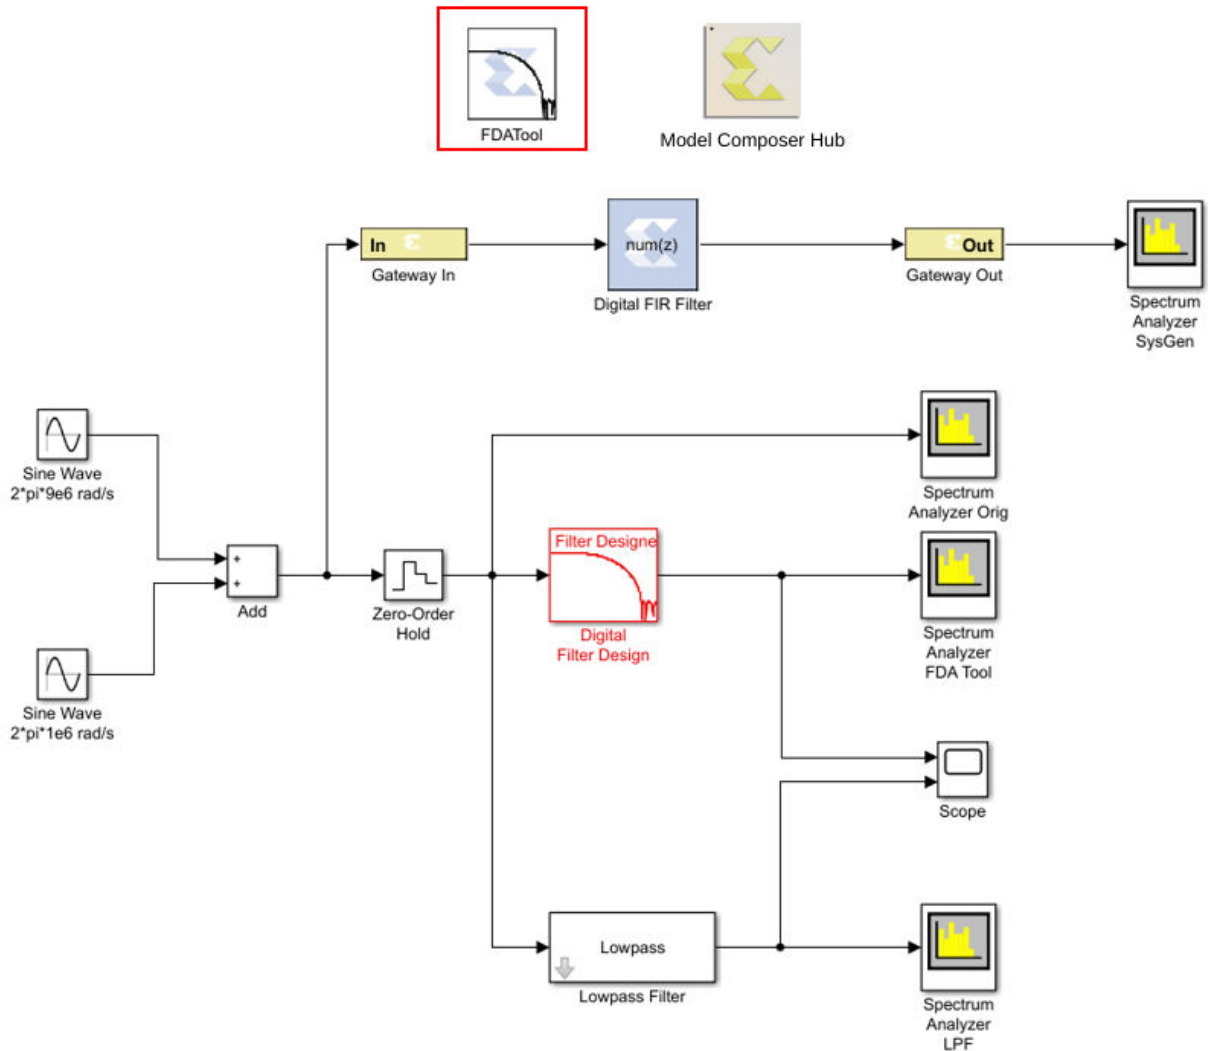 FDATool
Model Composer Hub
In
Gateway In
num(z)
Digital FIR Filter
Out
Gateway Out
Spectrum
Analyzer
SysGen
Sine Wave
2*pi*9e6 rad/s
Spectrum
Analyzer Orig
+
+
Add
Zero-Order
Hold
Filter Designe
Digital
Filter Design
Spectrum
Analyzer
FDA Tool
Sine Wave
2*pi*1e6 rad/s
Scope
Lowpass
Lowpass Filter
Spectrum
Analyzer
LPF